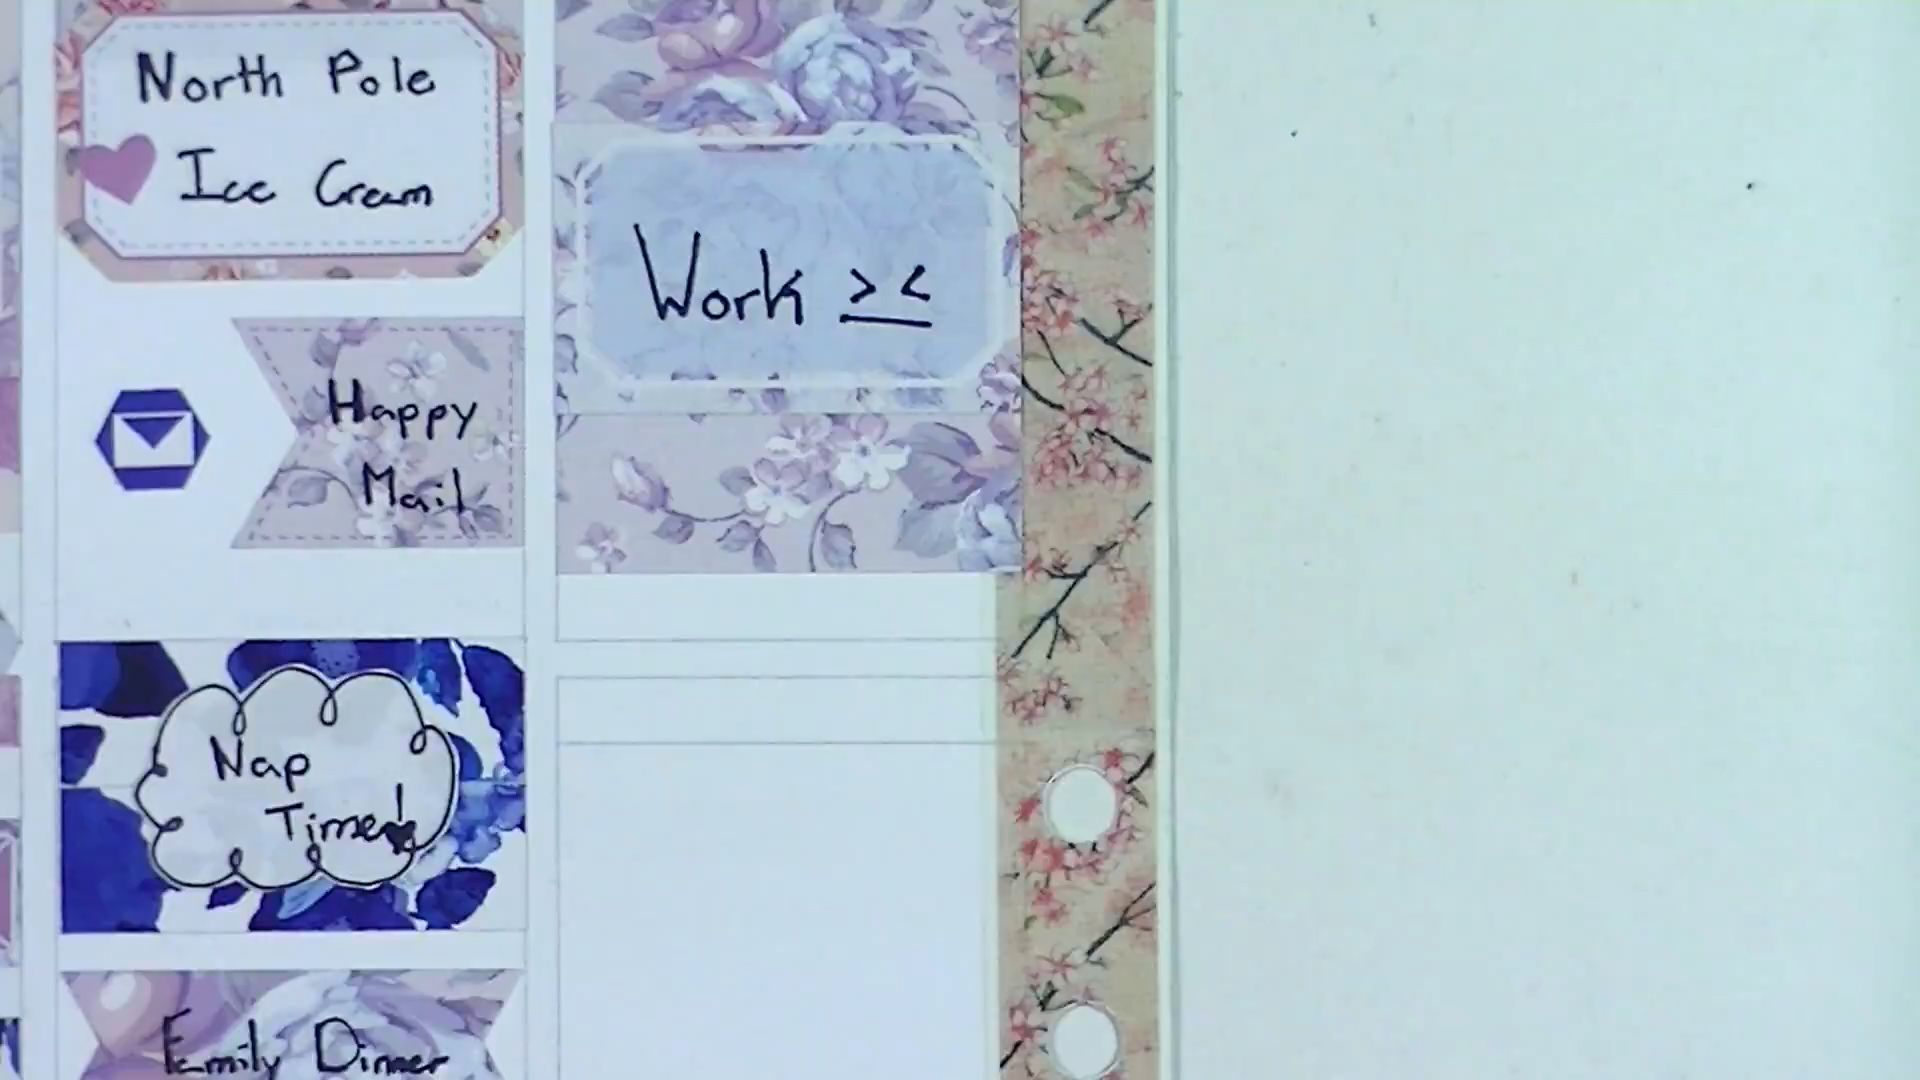 North Pole
Ice Cream
Happy
Mail
Nap
Time!
Family Dinner
Work >_<